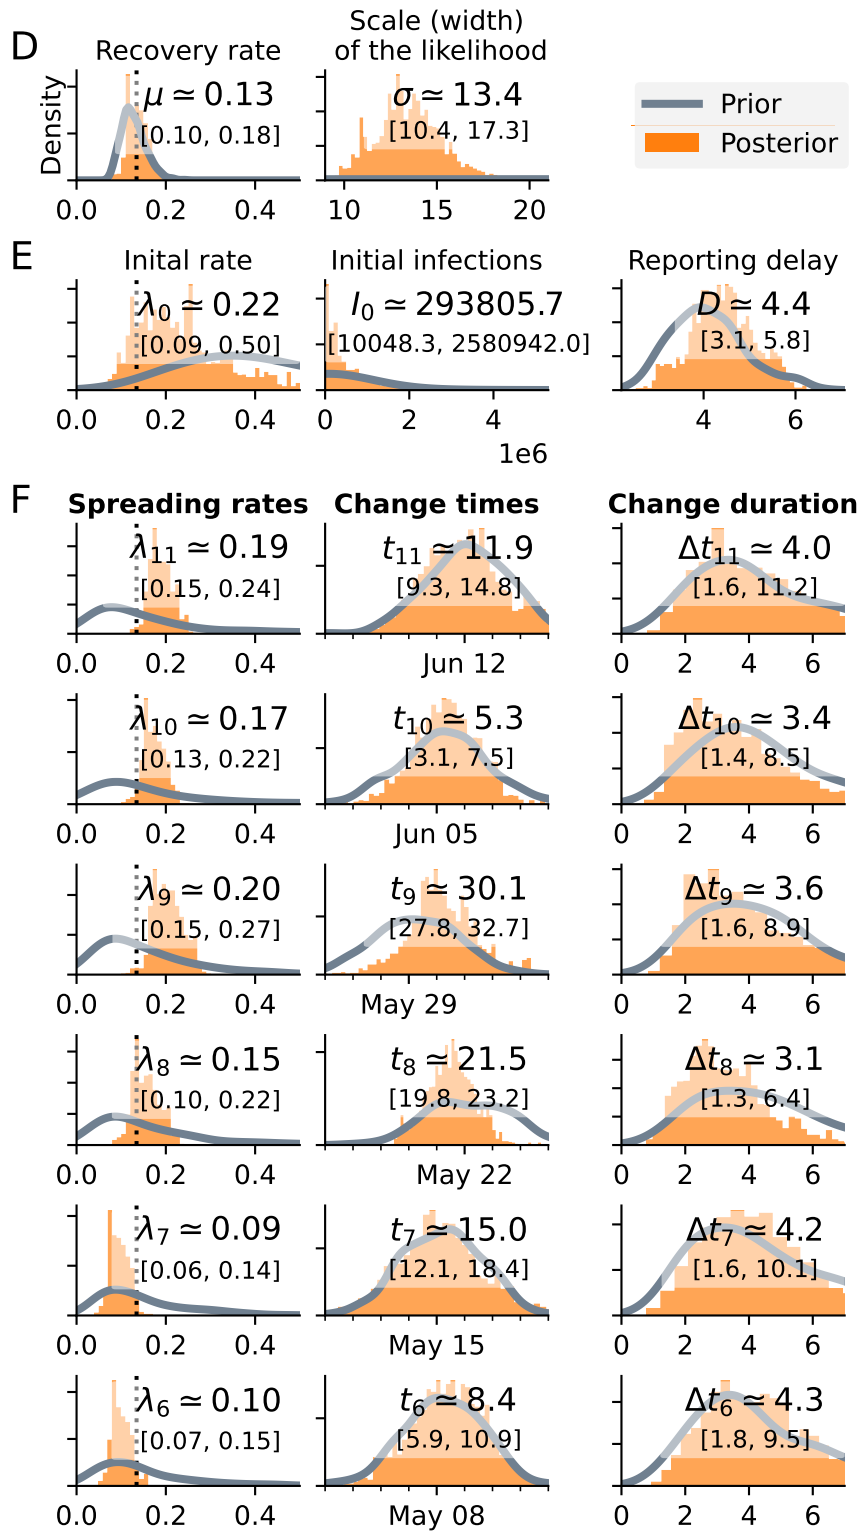 D
Recovery rate
Scale (width)
of the likelihood
Density
μ ≃ 0.13
[0.10, 0.18]
0.0 0.2 0.4
σ ≃ 13.4
[10.4, 17.3]
10 15 20
Prior
Posterior
E
Inital rate
Initial infections
Reporting delay
λ0 ≃ 0.22
[0.09, 0.50]
0.0 0.2 0.4
I0 ≃ 293805.7
[10048.3, 2580942.0]
0 2 4
1e6
D ≃ 4.4
[3.1, 5.8]
4 6
F
Spreading rates
Change times
Change duration
λ11 ≃ 0.19
[0.15, 0.24]
0.0 0.2 0.4
t11 ≃ 11.9
[9.3, 14.8]
Jun 12
Δt11 ≃ 4.0
[1.6, 11.2]
0 2 4 6
λ10 ≃ 0.17
[0.13, 0.22]
0.0 0.2 0.4
t10 ≃ 5.3
[3.1, 7.5]
Jun 05
Δt10 ≃ 3.4
[1.4, 8.5]
0 2 4 6
λ9 ≃ 0.20
[0.15, 0.27]
0.0 0.2 0.4
t9 ≃ 30.1
[27.8, 32.7]
May 29
Δt9 ≃ 3.6
[1.6, 8.9]
0 2 4 6
λ8 ≃ 0.15
[0.10, 0.22]
0.0 0.2 0.4
t8 ≃ 21.5
[19.8, 23.2]
May 22
Δt8 ≃ 3.1
[1.3, 6.4]
0 2 4 6
λ7 ≃ 0.09
[0.06, 0.14]
0.0 0.2 0.4
t7 ≃ 15.0
[12.1, 18.4]
May 15
Δt7 ≃ 4.2
[1.6, 10.1]
0 2 4 6
λ6 ≃ 0.10
[0.07, 0.15]
0.0 0.2 0.4
t6 ≃ 8.4
[5.9, 10.9]
May 08
Δt6 ≃ 4.3
[1.8, 9.5]
0 2 4 6